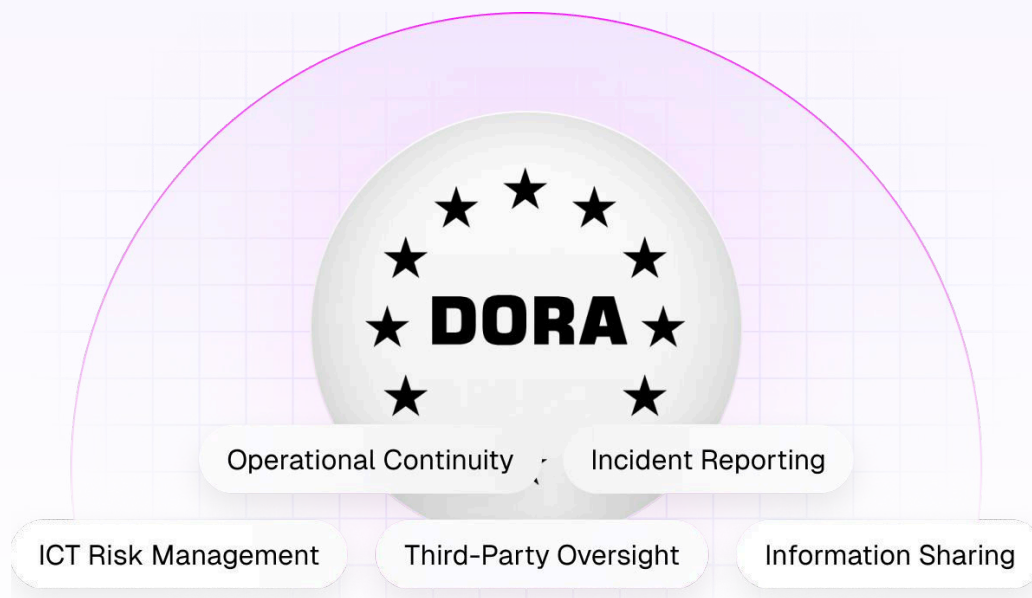 DORA
Operational Continuity
Incident Reporting
ICT Risk Management
Third-Party Oversight
Information Sharing